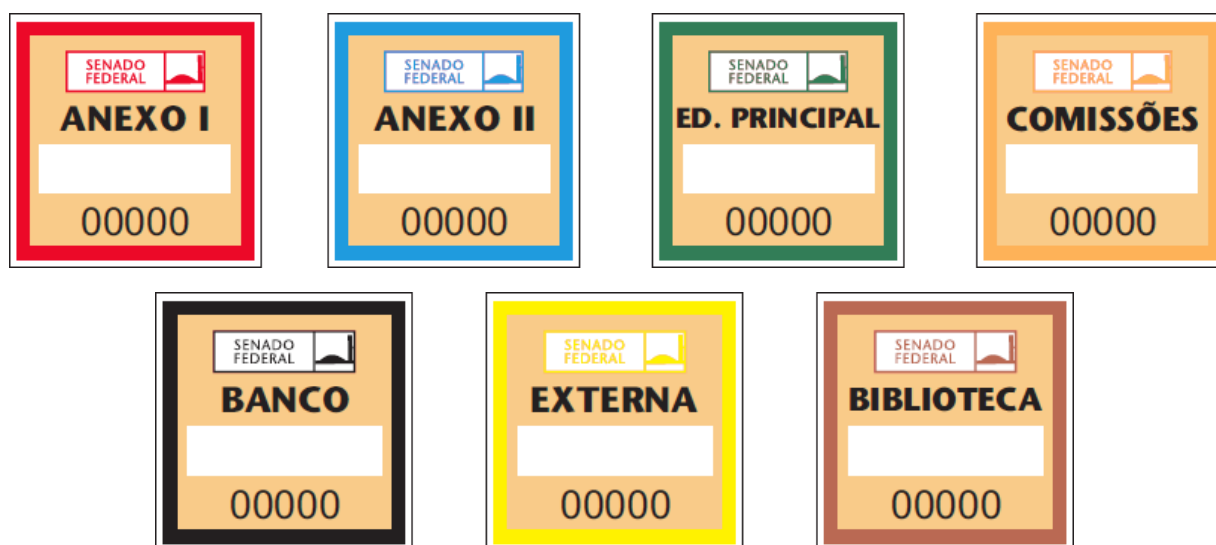 SENADO
FEDERAL
ANEXO I
00000
SENADO
FEDERAL
ANEXO II
00000
SENADO
FEDERAL
ED. PRINCIPAL
00000
SENADO
FEDERAL
COMISSÕES
00000
SENADO
FEDERAL
BANCO
00000
SENADO
FEDERAL
EXTERNA
00000
SENADO
FEDERAL
BIBLIOTECA
00000